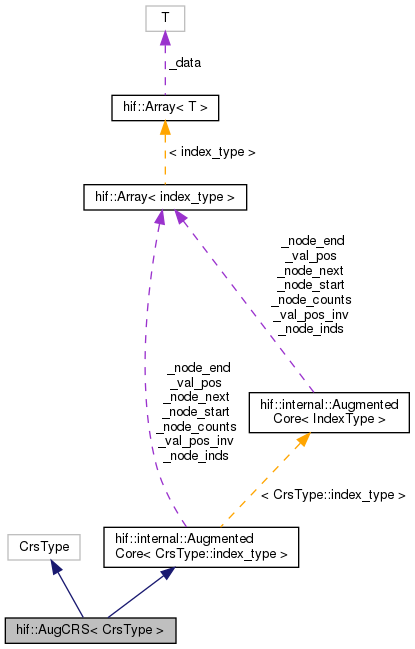 T
_data
hif::Array< T >
< index_type >
hif::Array< index_type >
_node_end
_val_pos
_node_next
_node_start
_node_counts
_val_pos_inv
_node_inds
_node_end
_val_pos
_node_next
_node_start
_node_counts
_val_pos_inv
_node_inds
hif::internal::Augmented
Core< IndexType >
< CrsType::index_type >
CrsType
hif::internal::Augmented
Core< CrsType::index_type >
hif::AugCRS< CrsType >